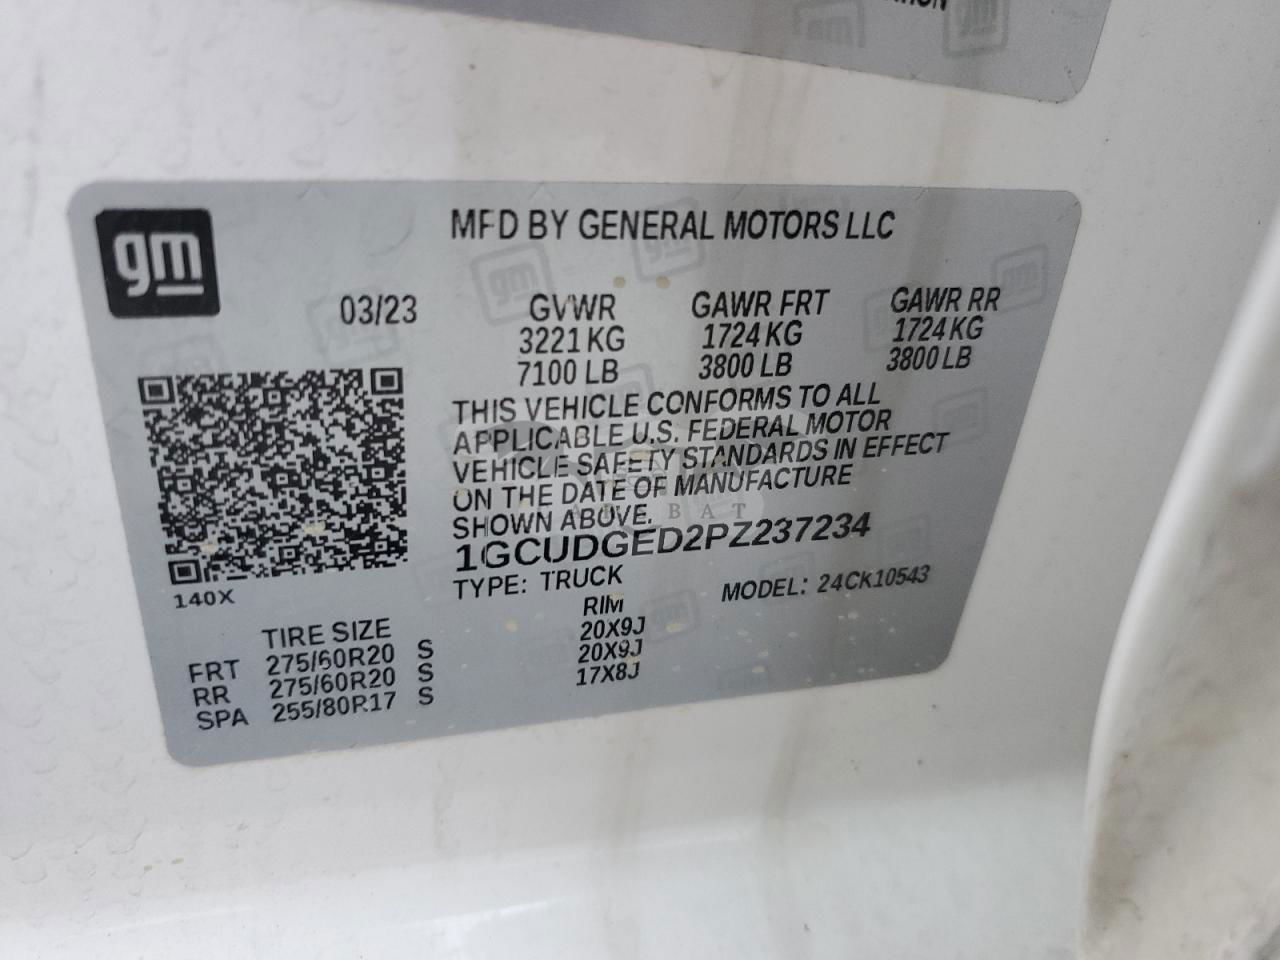 gm
MFD BY GENERAL MOTORS LLC
03/23 GVWR GAWR FRT GAWR RR
3221 KG 1724 KG 1724 KG
7100 LB 3800 LB 3800 LB
THIS VEHICLE CONFORMS TO ALL
APPLICABLE U.S. FEDERAL MOTOR
VEHICLE SAFETY STANDARDS IN EFFECT
ON THE DATE OF MANUFACTURE
SHOWN ABOVE.
1GCUDGED2PZ237234
TYPE: TRUCK MODEL: 24CK10543
140X
TIRE SIZE RIM
FRT 275/60R20 S 20X9J
RR 275/60R20 S 20X9J
SPA 255/80R17 S 17X8J